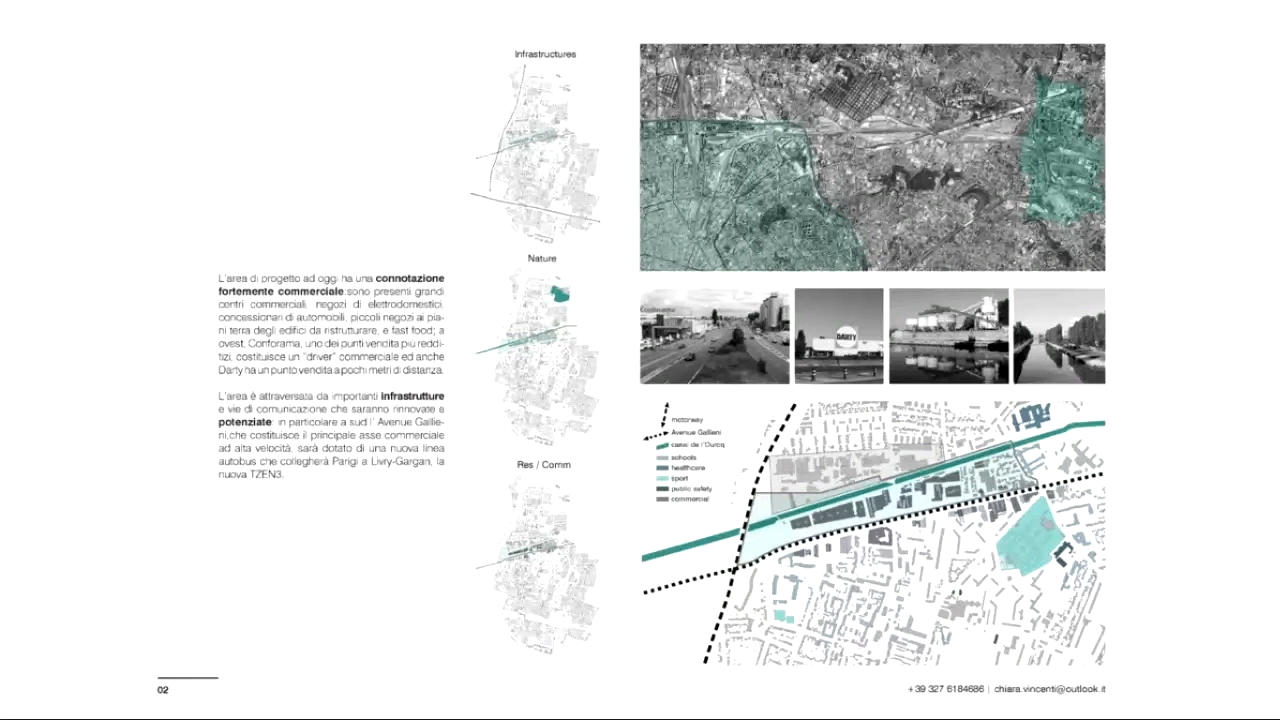 Infrastructures
Nature
L'area di progetto ad oggi ha una connotazione
fortemente commerciale:sono presenti grandi
centri commerciali, negozi di elettrodomestici,
concessionari di automobili, piccoli negozi ai pia-
ni terra degli edifici da ristrutturare, e fast food; a
ovest, Conforama, uno dei punti vendita più reddi-
tizi, costituisce un "driver" commerciale ed anche
Darty ha un punto vendita a pochi metri di distanza.
L'area è attraversata da importanti infrastrutture
e vie di comunicazione che saranno rinnovate e
potenziate: in particolare a sud l' Avenue Gallie-
ni,che costituisce il principale asse commerciale
ad alta velocità, sarà dotato di una nuova linea
autobus che collegherà Parigi a Livry-Gargan, la
nuova TZEN3.
Res / Comm
Conforama
DARTY
motorway
Avenue Gallieni
canal de l'Ourcq
schools
healthcare
sport
public safety
commercial
02
+39 327 6184686 | chiara.vincenti@outlook.it